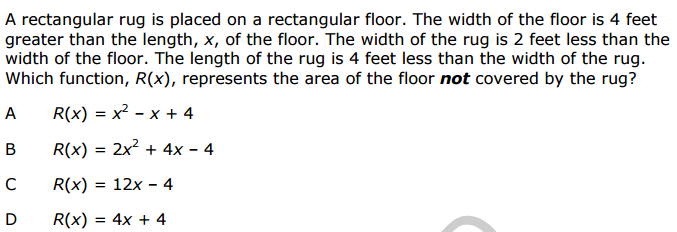 A rectangular rug is placed on a rectangular floor. The width of the floor is 4 feet
greater than the length, x, of the floor. The width of the rug is 2 feet less than the
width of the floor. The length of the rug is 4 feet less than the width of the rug.
Which function, R(x), represents the area of the floor not covered by the rug?
A R(x) = x² – x + 4
B R(x) = 2x² + 4x – 4
C R(x) = 12x – 4
D R(x) = 4x + 4